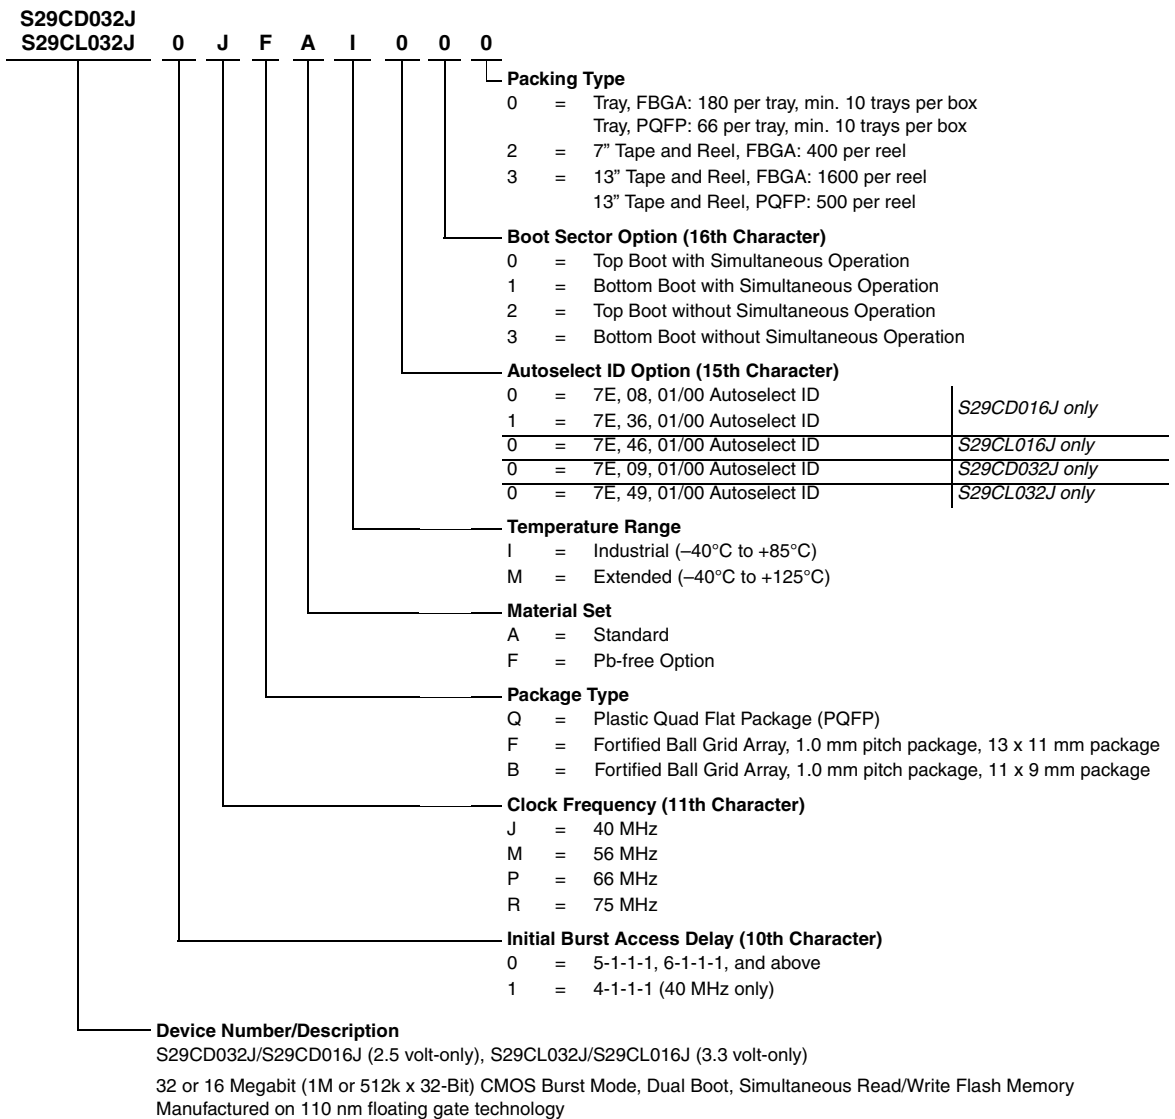 S29CD032J
S29CL032J 0 J F A I 0 0 0
Packing Type
0 = Tray, FBGA: 180 per tray, min. 10 trays per box
Tray, PQFP: 66 per tray, min. 10 trays per box
2 = 7” Tape and Reel, FBGA: 400 per reel
3 = 13” Tape and Reel, FBGA: 1600 per reel
13” Tape and Reel, PQFP: 500 per reel
Boot Sector Option (16th Character)
0 = Top Boot with Simultaneous Operation
1 = Bottom Boot with Simultaneous Operation
2 = Top Boot without Simultaneous Operation
3 = Bottom Boot without Simultaneous Operation
Autoselect ID Option (15th Character)
0 = 7E, 08, 01/00 Autoselect ID
S29CD016J only
1 = 7E, 36, 01/00 Autoselect ID
0 = 7E, 46, 01/00 Autoselect ID S29CL016J only
0 = 7E, 09, 01/00 Autoselect ID S29CD032J only
0 = 7E, 49, 01/00 Autoselect ID S29CL032J only
Temperature Range
I = Industrial (–40°C to +85°C)
M = Extended (–40°C to +125°C)
Material Set
A = Standard
F = Pb-free Option
Package Type
Q = Plastic Quad Flat Package (PQFP)
F = Fortified Ball Grid Array, 1.0 mm pitch package, 13 x 11 mm package
B = Fortified Ball Grid Array, 1.0 mm pitch package, 11 x 9 mm package
Clock Frequency (11th Character)
J = 40 MHz
M = 56 MHz
P = 66 MHz
R = 75 MHz
Initial Burst Access Delay (10th Character)
0 = 5-1-1-1, 6-1-1-1, and above
1 = 4-1-1-1 (40 MHz only)
Device Number/Description
S29CD032J/S29CD016J (2.5 volt-only), S29CL032J/S29CL016J (3.3 volt-only)
32 or 16 Megabit (1M or 512k x 32-Bit) CMOS Burst Mode, Dual Boot, Simultaneous Read/Write Flash Memory
Manufactured on 110 nm floating gate technology